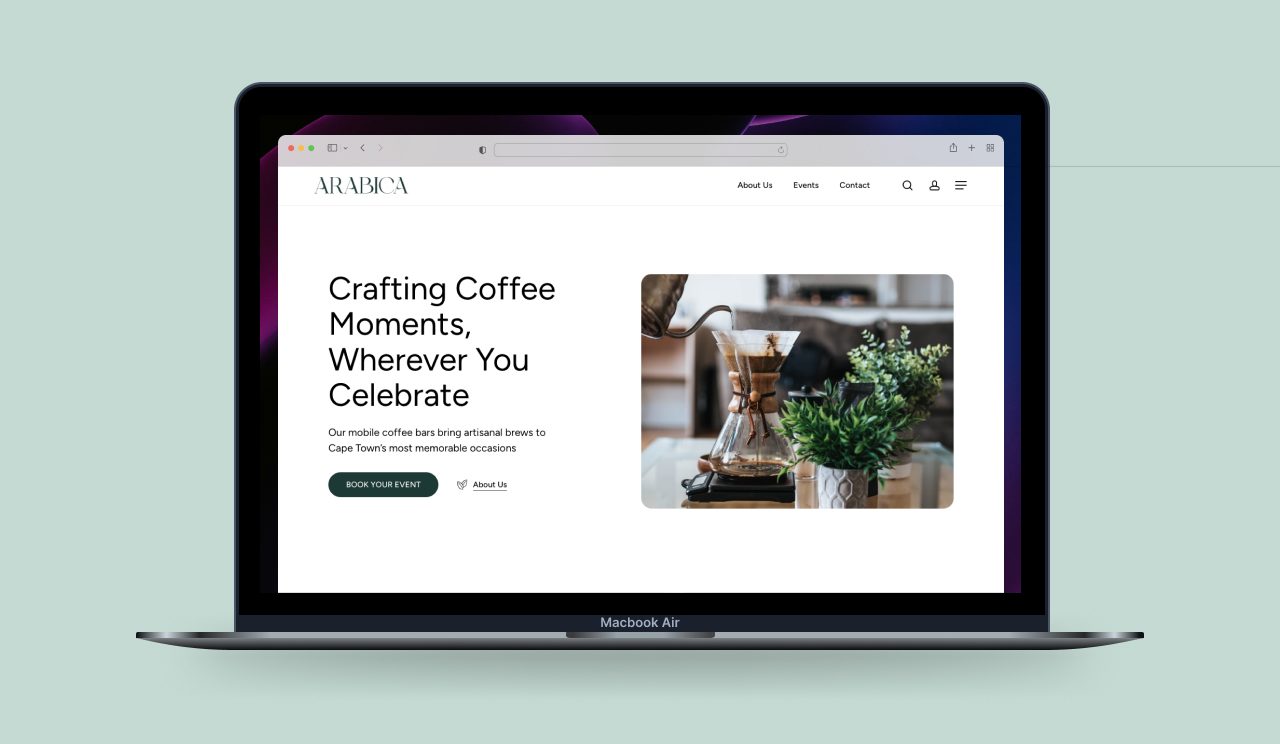 ARABICA
About Us
Events
Contact
Crafting Coffee
Moments,
Wherever You
Celebrate
Our mobile coffee bars bring artisanal brews to
Cape Town's most memorable occasions
BOOK YOUR EVENT
About Us
Macbook Air